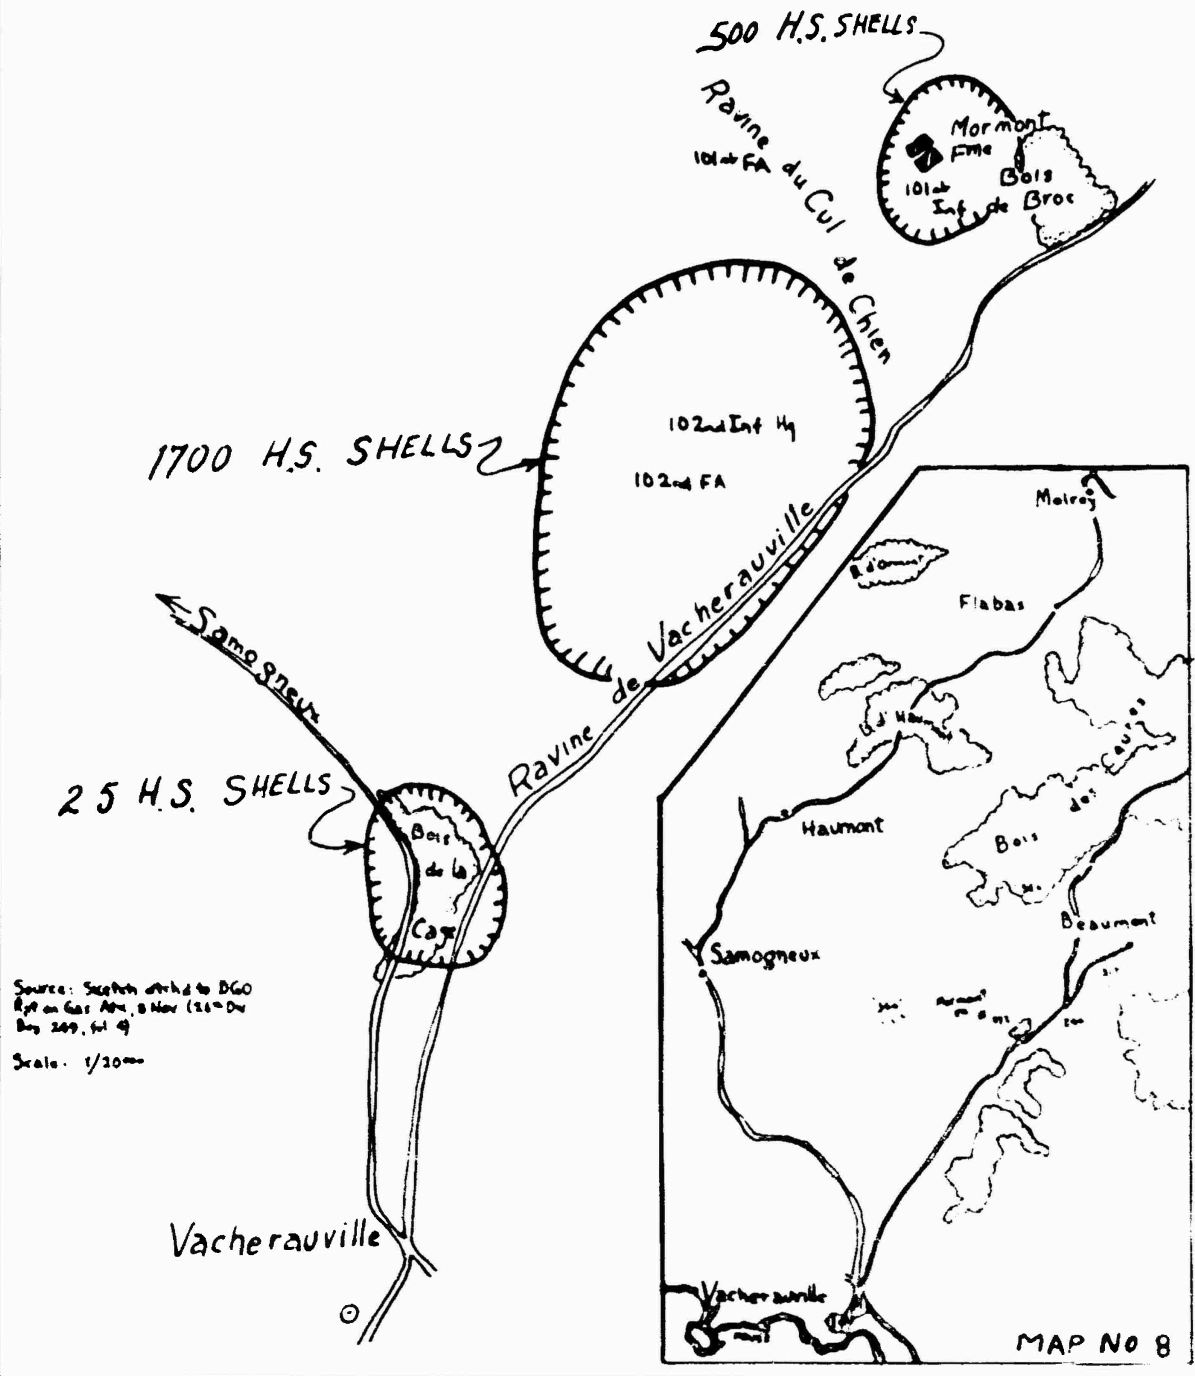 500 H.S. SHELLS
Ravine du Cul de Chien
101st FA
Mormont
Fme
101st
Inf
Bois
de Broc
1700 H.S. SHELLS
102nd Inf Hq
102nd FA
Ravine de Vacherauville
Samogneux
25 H.S. SHELLS
Bois
de la
Cage
Source: Sketch attchd to DGO
Rpt on Gas Atk, 8 Nov (26th Div
Box 249, fol 4)
Scale. 1/20000
Vacherauville
Moirey
B. d'Ormont
Flabas
B. d' Haumont
Haumont
Bois des Caures
Beaumont
Samogneux
Mormont
Vacherauville
MAP NO 8